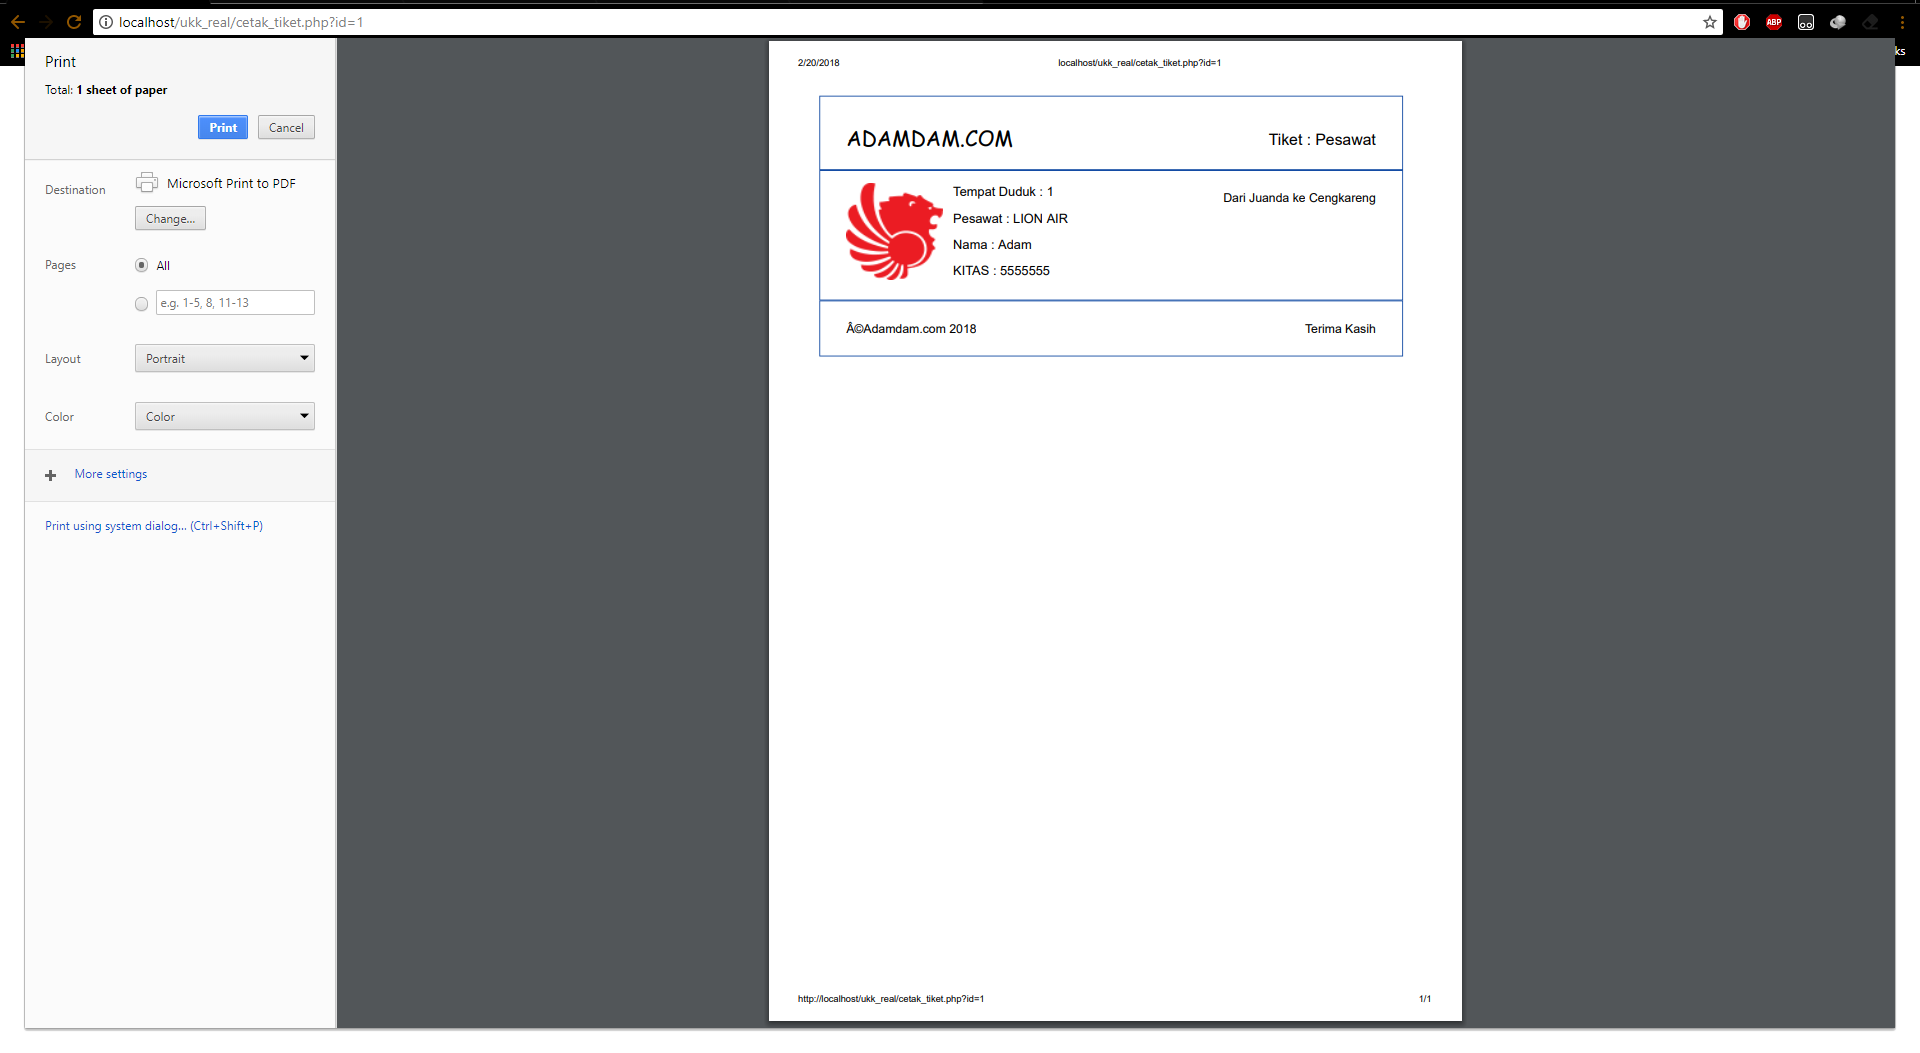 localhost/ukk_real/cetak_tiket.php?id=1
ABP
ks
Print
Total: 1 sheet of paper
Print
Cancel
Destination
Microsoft Print to PDF
Change...
Pages
All
e.g. 1-5, 8, 11-13
Layout
Portrait
Color
Color
More settings
Print using system dialog... (Ctrl+Shift+P)
2/20/2018
localhost/ukk_real/cetak_tiket.php?id=1
ADAMDAM.COM
Tiket : Pesawat
Tempat Duduk : 1
Dari Juanda ke Cengkareng
Pesawat : LION AIR
Nama : Adam
KITAS : 5555555
Â©Adamdam.com 2018
Terima Kasih
http://localhost/ukk_real/cetak_tiket.php?id=1
1/1